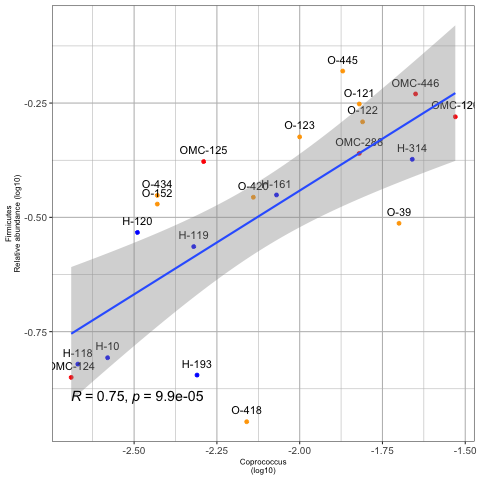 O-445
OMC-446
O-121
OMC-120
O-122
O-123
OMC-286
H-314
OMC-125
O-434
O-420
H-161
O-152
O-39
H-120
H-119
H-10
H-118
OMC-124
H-193
R = 0.75, p = 9.9e-05
O-418
-0.25
-0.50
-0.75
-2.50
-2.25
-2.00
-1.75
-1.50
Firmicutes
Relative abundance (log10)
Coprococcus
(log10)